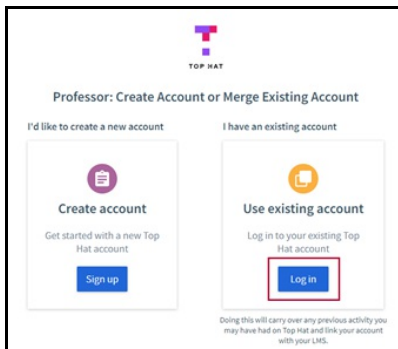 TOP HAT
Professor: Create Account or Merge Existing Account
I'd like to create a new account
I have an existing account
Create account
Get started with a new Top
Hat account
Sign up
Use existing account
Log in to your existing Top
Hat account
Log in
Doing this will carry over any previous activity you
may have had on Top Hat and link your account
with your LMS.